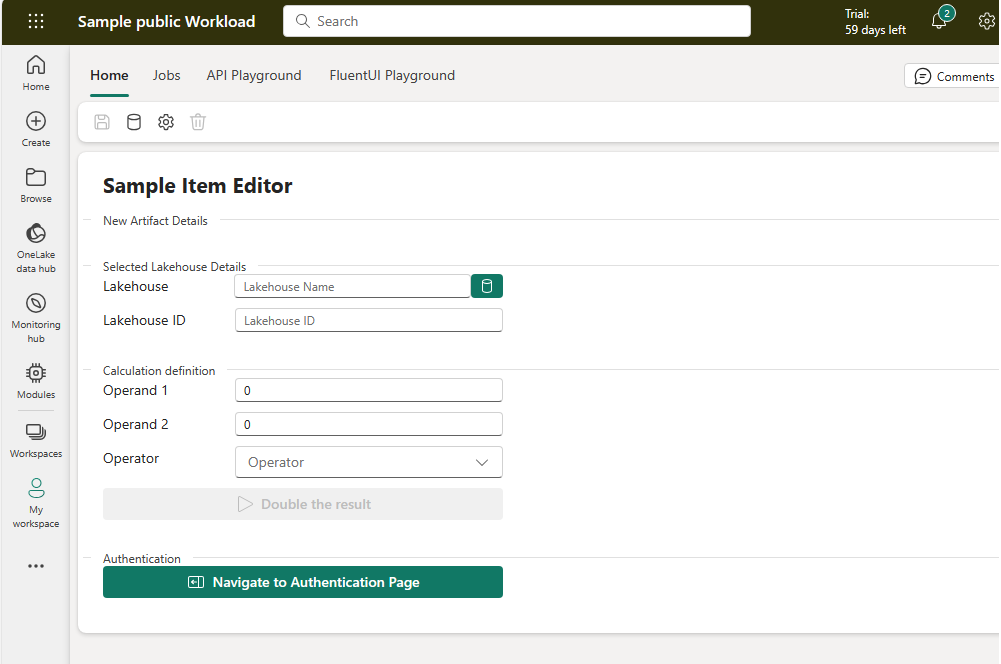 Sample public Workload
Search
Trial:
59 days left
2
Home
Create
Browse
OneLake
data hub
Monitoring
hub
Modules
Workspaces
My
workspace
Home Jobs API Playground FluentUI Playground
Comments
Sample Item Editor
New Artifact Details
Selected Lakehouse Details
Lakehouse Lakehouse Name
Lakehouse ID Lakehouse ID
Calculation definition
Operand 1 0
Operand 2 0
Operator Operator
Double the result
Authentication
Navigate to Authentication Page